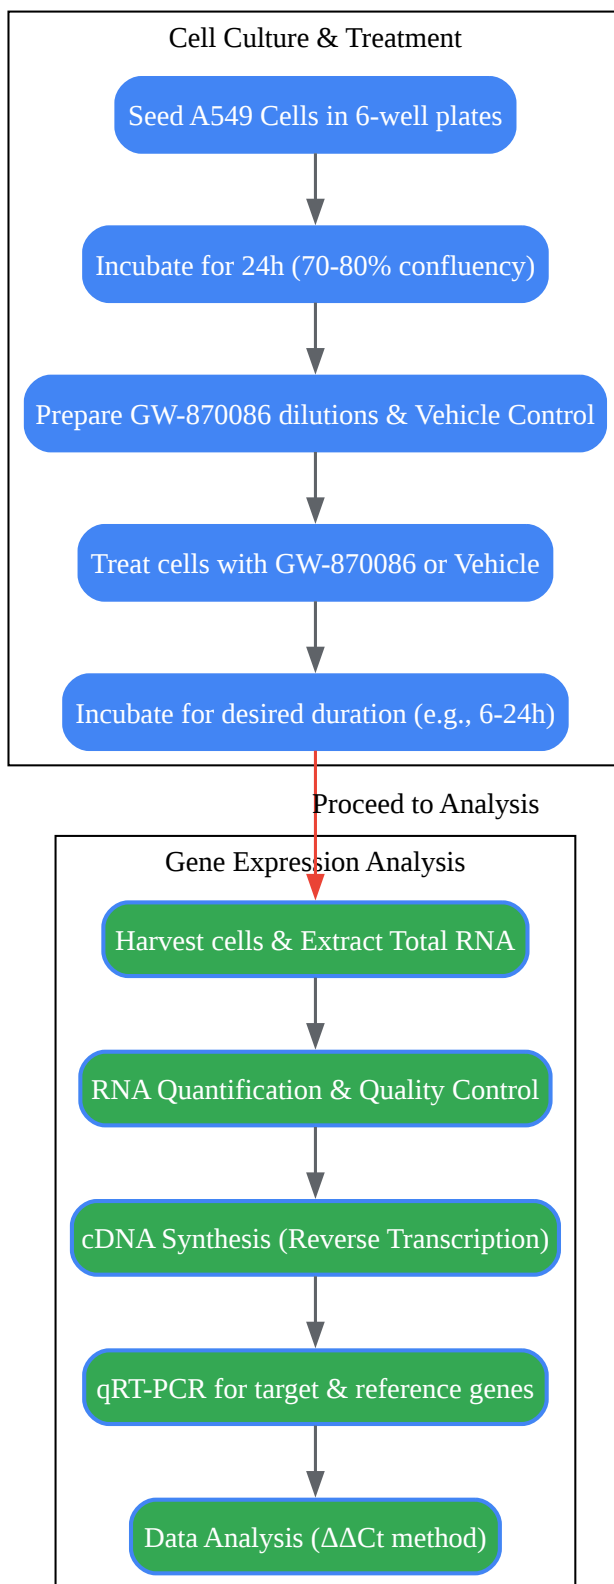 Cell Culture & Treatment
Seed A549 Cells in 6-well plates
Incubate for 24h (70-80% confluency)
Prepare GW-870086 dilutions & Vehicle Control
Treat cells with GW-870086 or Vehicle
Incubate for desired duration (e.g., 6-24h)
Proceed to Analysis
Gene Expression Analysis
Harvest cells & Extract Total RNA
RNA Quantification & Quality Control
cDNA Synthesis (Reverse Transcription)
qRT-PCR for target & reference genes
Data Analysis (ΔΔCt method)